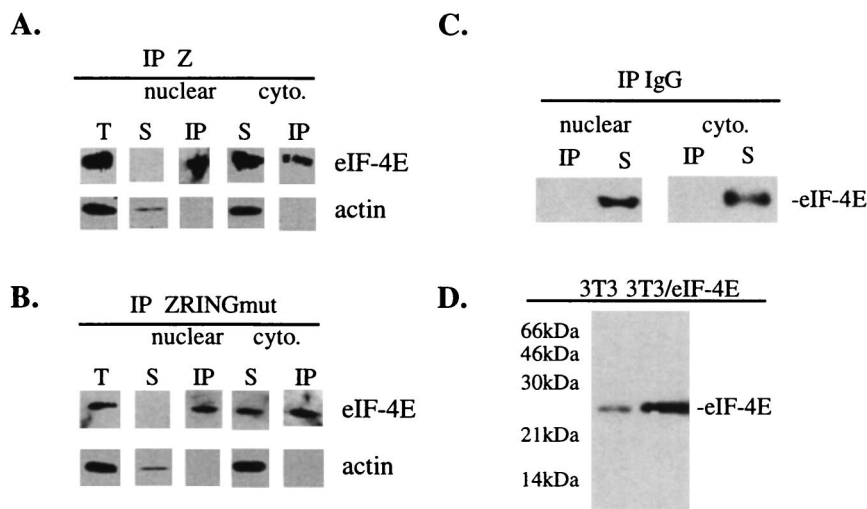 A.
IP Z
nuclear cyto.
T S IP S IP
eIF-4E
actin
B.
IP ZRINGmut
nuclear cyto.
T S IP S IP
eIF-4E
actin
C.
IP IgG
nuclear cyto.
IP S IP S
-eIF-4E
D.
3T3 3T3/eIF-4E
66kDa
46kDa
30kDa
-eIF-4E
21kDa
14kDa